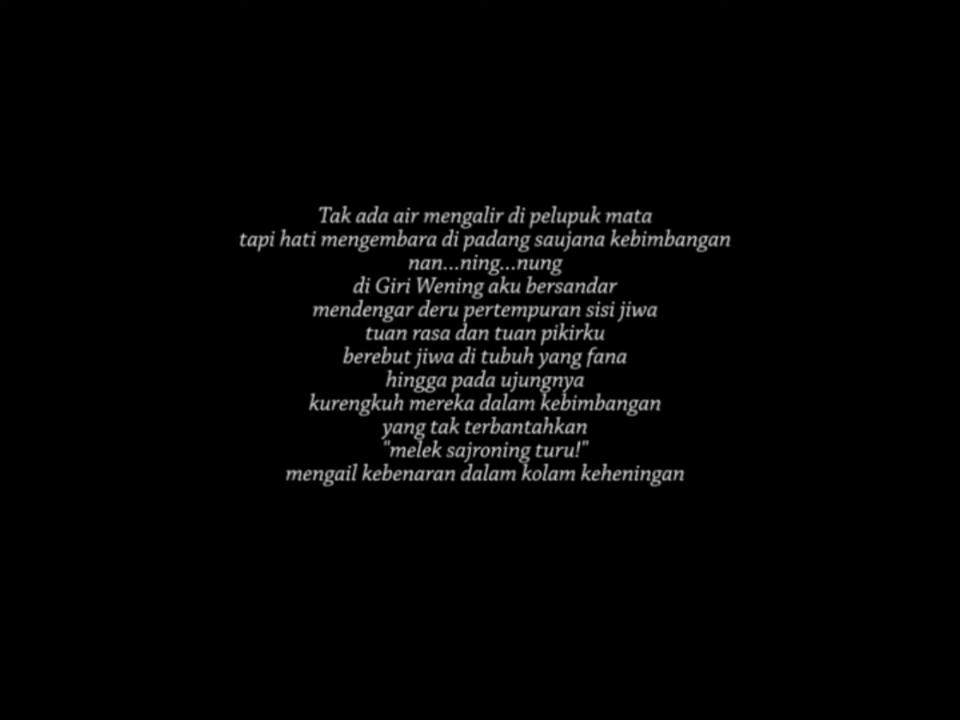 Tak ada air mengalir di pelupuk mata
tapi hati mengembara di padang saujana kebimbangan
nan...ning...nung
di Giri Wening aku bersandar
mendengar deru pertempuran sisi jiwa
tuan rasa dan tuan pikirku
berebut jiwa di tubuh yang fana
hingga pada ujungnya
kurengkuh mereka dalam kebimbangan
yang tak terbantahkan
"melek sajroning turu!"
mengail kebenaran dalam kolam keheningan